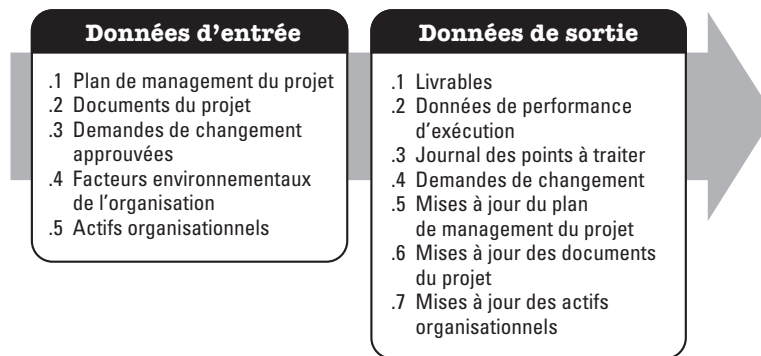 Données d’entrée
.1 Plan de management du projet
.2 Documents du projet
.3 Demandes de changement
approuvées
.4 Facteurs environnementaux
de l’organisation
.5 Actifs organisationnels
Données de sortie
.1 Livrables
.2 Données de performance
d’exécution
.3 Journal des points à traiter
.4 Demandes de changement
.5 Mises à jour du plan
de management du projet
.6 Mises à jour des documents
du projet
.7 Mises à jour des actifs
organisationnels